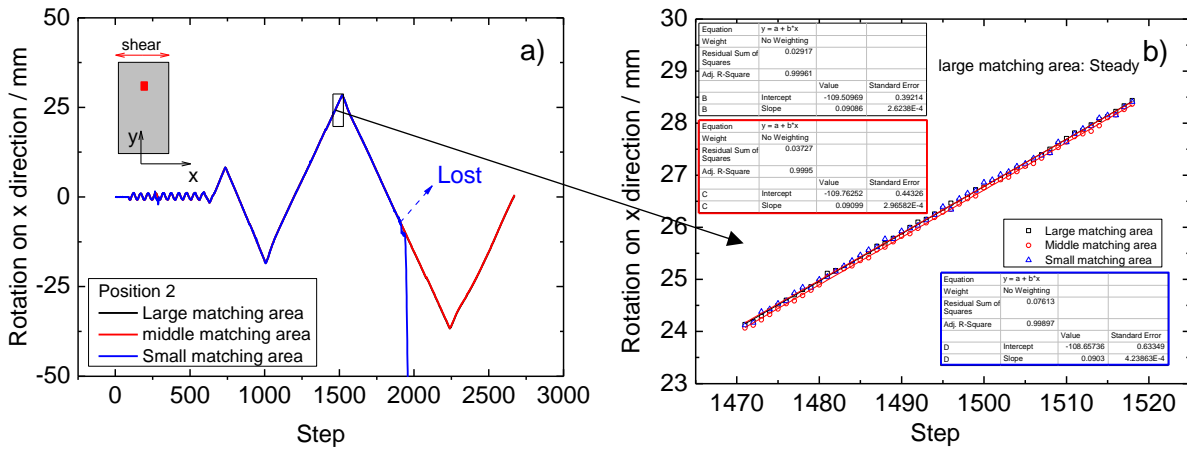 a)
shear
y
x
Lost
Position 2
Large matching area
middle matching area
Small matching area
50
25
0
-25
-50
0 500 1000 1500 2000 2500 3000
Step
Rotation on x direction / mm
b)
large matching area: Steady
Equation y = a + b*x
Weight No Weighting
Residual Sum of Squares 0.02917
Adj. R-Square 0.99961
Value Standard Error
B Intercept -109.50969 0.39214
B Slope 0.09086 2.6238E-4
Equation y = a + b*x
Weight No Weighting
Residual Sum of Squares 0.03727
Adj. R-Square 0.9995
Value Standard Error
C Intercept -109.76252 0.44326
C Slope 0.09099 2.96582E-4
Large matching area
Middle matching area
Small matching area
Equation y = a + b*x
Weight No Weighting
Residual Sum of Squares 0.07613
Adj. R-Square 0.99897
Value Standard Error
D Intercept -108.65736 0.63349
D Slope 0.0903 4.23863E-4
30
29
28
27
26
25
24
23
1470 1480 1490 1500 1510 1520
Step
Rotation on x direction / mm